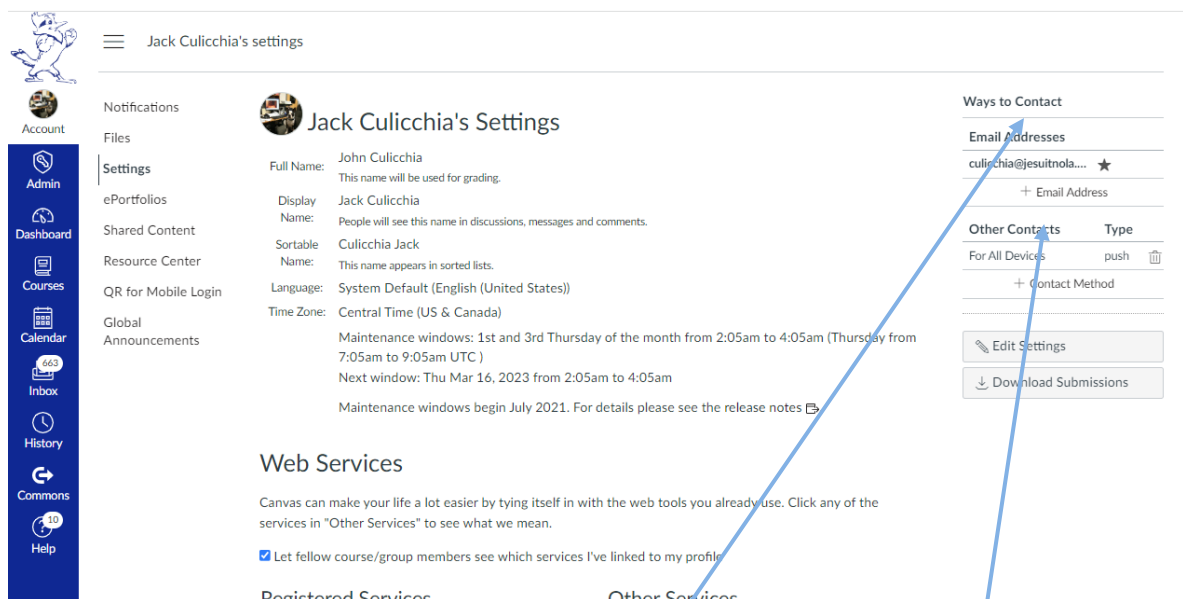 Jack Culicchia's settings
Account
Admin
Dashboard
Courses
Calendar
663
Inbox
History
Commons
10
Help
Notifications
Files
Settings
ePortfolios
Shared Content
Resource Center
QR for Mobile Login
Global
Announcements
Jack Culicchia's Settings
Full Name: John Culicchia
This name will be used for grading.
Display Name: Jack Culicchia
People will see this name in discussions, messages and comments.
Sortable Name: Culicchia Jack
This name appears in sorted lists.
Language: System Default (English (United States))
Time Zone: Central Time (US & Canada)
Maintenance windows: 1st and 3rd Thursday of the month from 2:05am to 4:05am (Thursday from
7:05am to 9:05am UTC )
Next window: Thu Mar 16, 2023 from 2:05am to 4:05am
Maintenance windows begin July 2021. For details please see the release notes
Web Services
Canvas can make your life a lot easier by tying itself in with the web tools you already use. Click any of the
services in "Other Services" to see what we mean.
Let fellow course/group members see which services I've linked to my profile
Registered Services
Other Services
Ways to Contact
Email Addresses
culicchia@jesuitnola....
+ Email Address
Other Contacts Type
For All Devices push
+ Contact Method
Edit Settings
Download Submissions